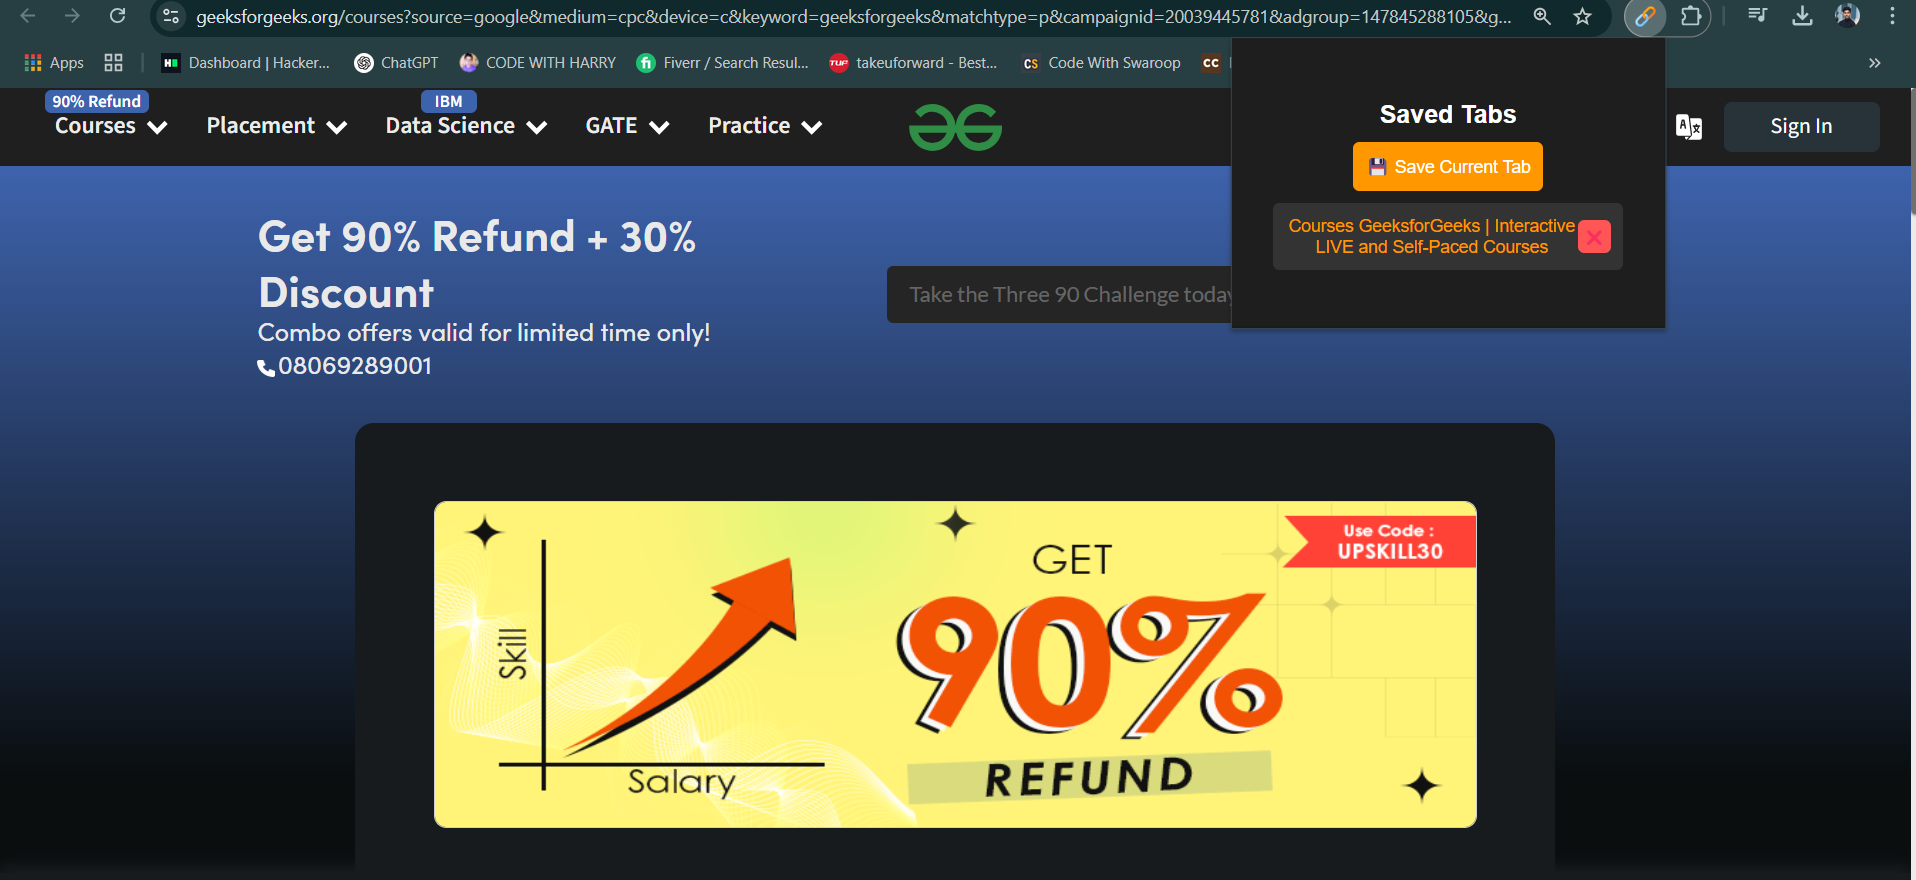 geeksforgeeks.org/courses?source=google&medium=cpc&device=c&keyword=geeksforgeeks&matchtype=p&campaignid=20039445781&adgroup=147845288105&g...
Apps
Dashboard | Hacker...
ChatGPT
CODE WITH HARRY
Fiverr / Search Resul...
TUF
takeuforward - Best...
CS
Code With Swaroop
CC
90% Refund
Courses
Placement
IBM
Data Science
GATE
Practice
Sign In
Saved Tabs
Save Current Tab
Courses GeeksforGeeks | Interactive
LIVE and Self-Paced Courses
Get 90% Refund + 30%
Discount
Combo offers valid for limited time only!
08069289001
Take the Three 90 Challenge today
Use Code :
UPSKILL30
Skill
Salary
GET
90%
REFUND